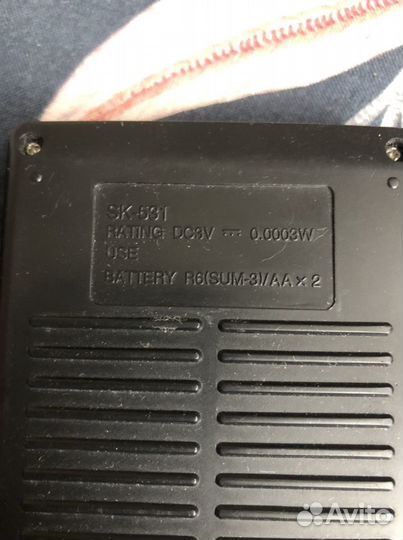 SK-531
RATING: DC3V ⎓ 0.0003W
USE
BATTERY R6(SUM-3)/AA × 2
Avito